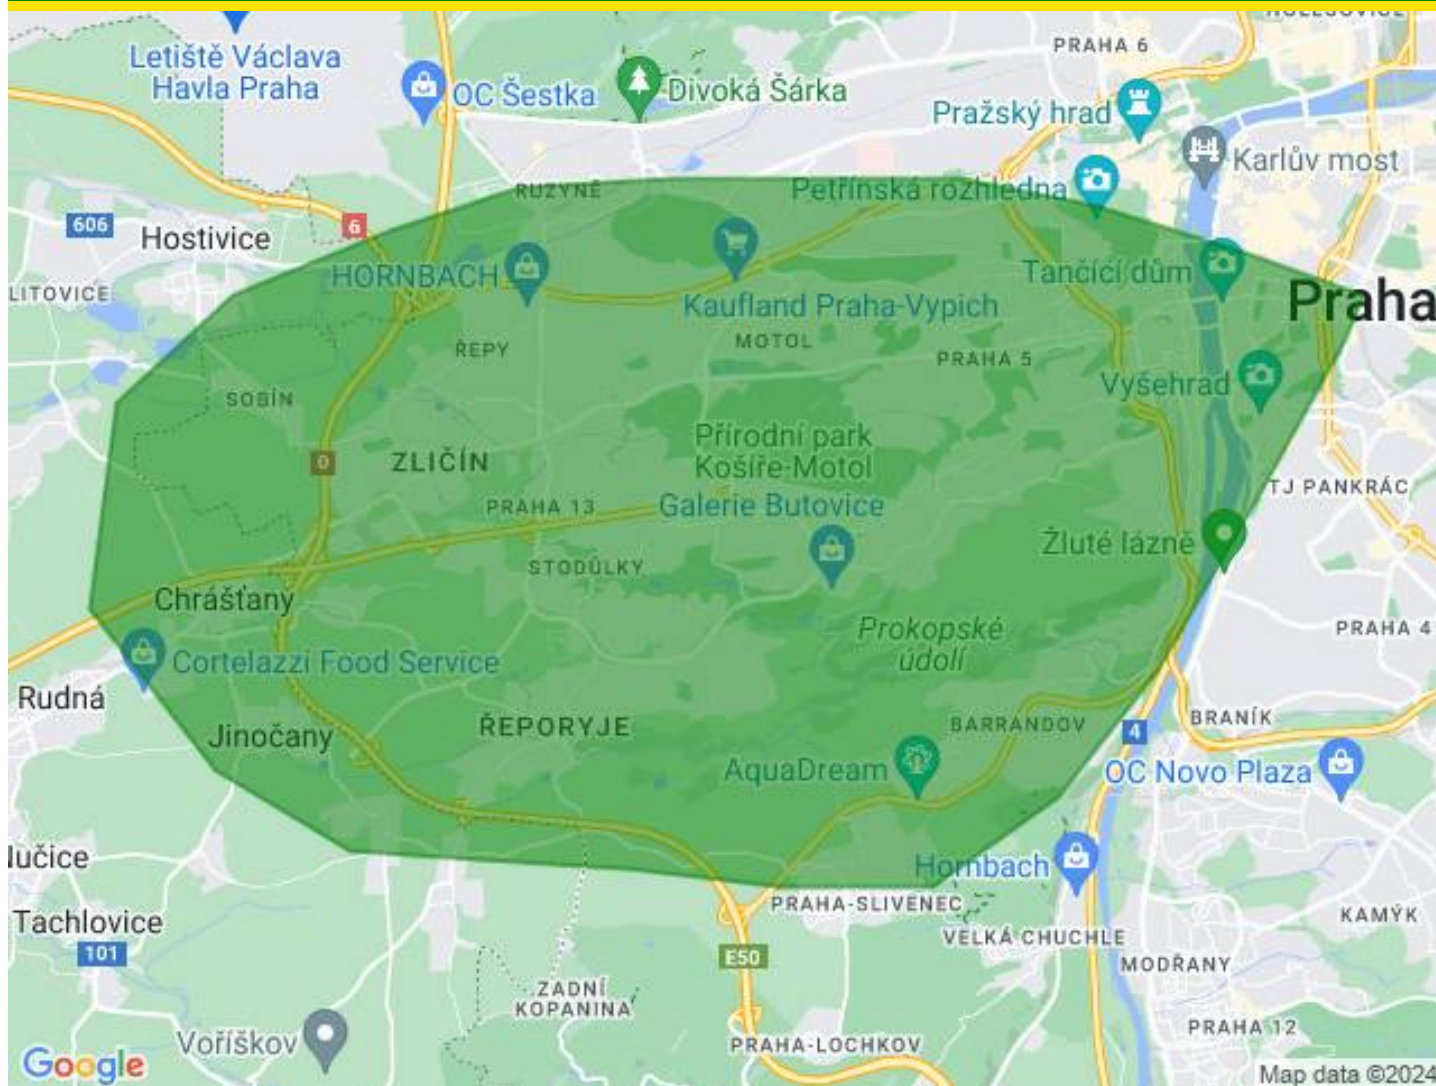 Letiště Václava
Havla Praha
PRAHA 6
OC Šestka
Divoká Šárka
Pražský hrad
Karlův most
RUZYNĚ
Petřínská rozhledna
606
6
Hostivice
HORNBACH
Tančící dům
LITOVICE
Kaufland Praha-Vypich
Praha
ŘEPY
MOTOL
PRAHA 5
SOBÍN
Vyšehrad
Přírodní park
Košíře-Motol
ZLIČÍN
0
PRAHA 13
Galerie Butovice
TJ PANKRÁC
Žluté lázně
STODŮLKY
Chrášťany
Prokopské
údolí
PRAHA 4
Cortelazzi Food Service
Rudná
Jinočany
ŘEPORYJE
BARRANDOV
BRANÍK
4
AquaDream
OC Novo Plaza
Hornbach
PRAHA-SLIVENEC
Tachlovice
101
VELKÁ CHUCHLE
KAMÝK
E50
MODŘANY
ZADNÍ
KOPANINA
PRAHA 12
Voříškov
PRAHA-LOCHKOV
Google
Map data ©2024